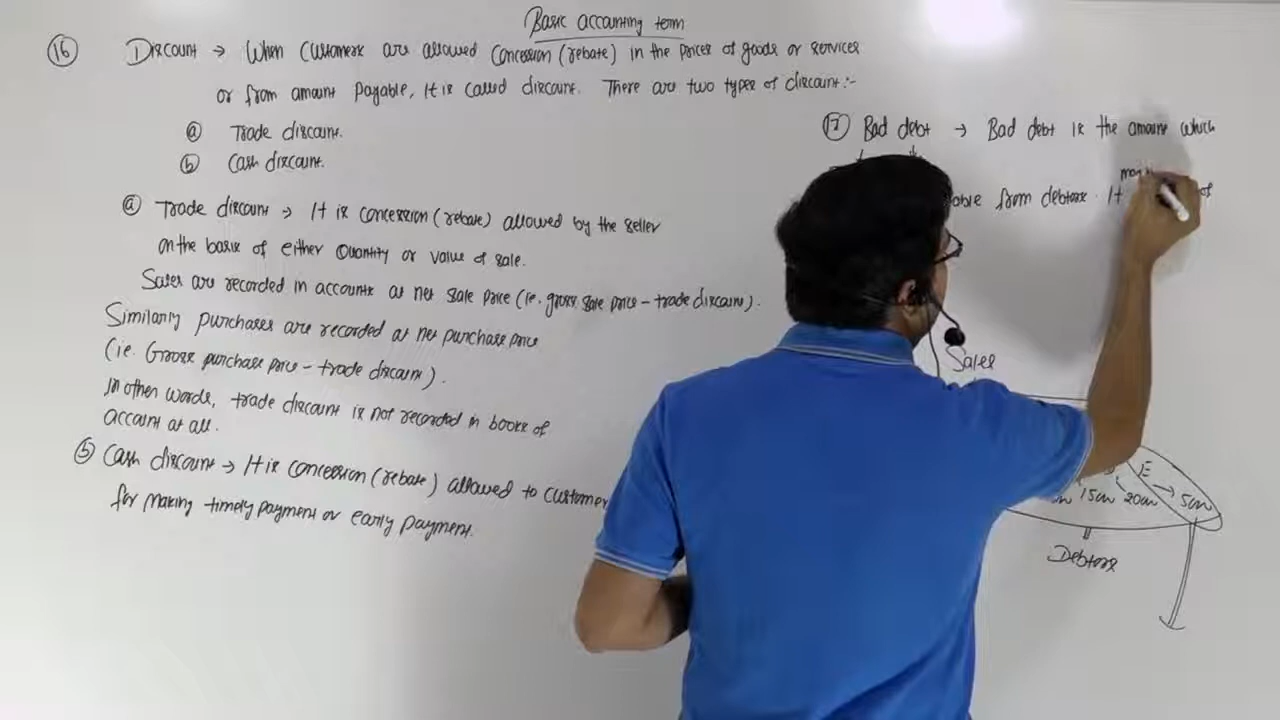 Basic accounting term
16 Discount → When customers are allowed concession (rebate) in the prices of goods or services
or from amount payable, It is called discount. There are two types of discount:-
a Trade discount.
b Cash discount.
a Trade discount → It is concession (rebate) allowed by the seller
on the basis of either Quantity or value of sale.
Sales are recorded in accounts at net sale price (ie. gross sale price - trade discount).
Similarly purchases are recorded at net purchase price
(ie. Gross purchase price - trade discount).
In other words, trade discount is not recorded in books of
account at all.
b Cash discount → It is concession (rebate) allowed to customer
for making timely payment or early payment.
17 Bad debt → Bad debt is the amount which
from debtors. It of
Sales
E
15cm 20cm → 5cm
Debtors